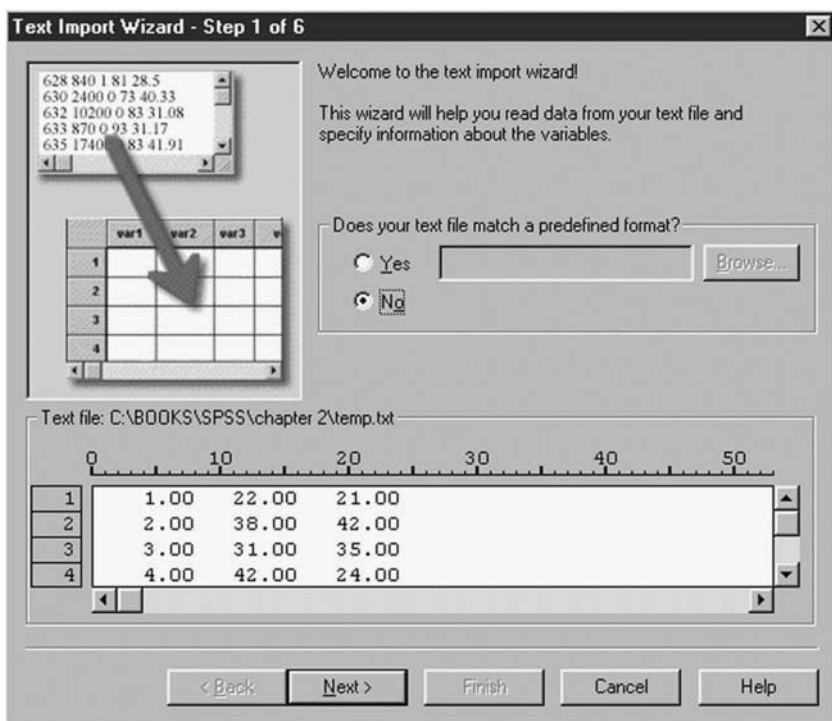 Text Import Wizard - Step 1 of 6
628 840 1 81 28.5
630 2400 0 73 40.33
632 10200 0 83 31.08
633 870 0 93 31.17
635 1740 83 41.91
var1 var2 var3 v
1
2
3
4
Welcome to the text import wizard!
This wizard will help you read data from your text file and
specify information about the variables.
Does your text file match a predefined format?
Yes
Browse...
No
Text file: C:\BOOKS\SPSS\chapter 2\temp.txt
0 10 20 30 40 50
1 1.00 22.00 21.00
2 2.00 38.00 42.00
3 3.00 31.00 35.00
4 4.00 42.00 24.00
< Back Next > Finish Cancel Help